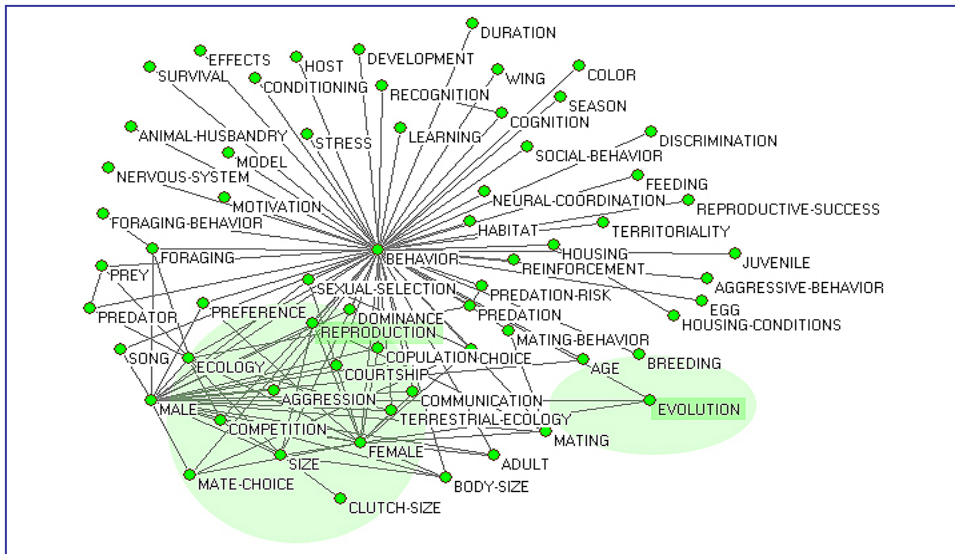 DURATION
EFFECTS
HOST
DEVELOPMENT
SURVIVAL
CONDITIONING
WING
COLOR
RECOGNITION
SEASON
COGNITION
ANIMAL-HUSBANDRY
STRESS
LEARNING
DISCRIMINATION
MODEL
SOCIAL-BEHAVIOR
NERVOUS-SYSTEM
FEEDING
MOTIVATION
NEURAL-COORDINATION
REPRODUCTIVE-SUCCESS
FORAGING-BEHAVIOR
HABITAT
TERRITORIALITY
FORAGING
BEHAVIOR
HOUSING
JUVENILE
PREY
REINFORCEMENT
SEXUAL-SELECTION
AGGRESSIVE-BEHAVIOR
PREDATION-RISK
EGG
PREDATOR
PREFERENCE
DOMINANCE
PREDATION
HOUSING-CONDITIONS
REPRODUCTION
MATING-BEHAVIOR
SONG
ECOLOGY
COPULATION
CHOICE
AGE
BREEDING
COURTSHIP
MALE
AGGRESSION
COMMUNICATION
EVOLUTION
COMPETITION
TERRESTRIAL-ECOLOGY
FEMALE
MATING
SIZE
ADULT
MATE-CHOICE
BODY-SIZE
CLUTCH-SIZE